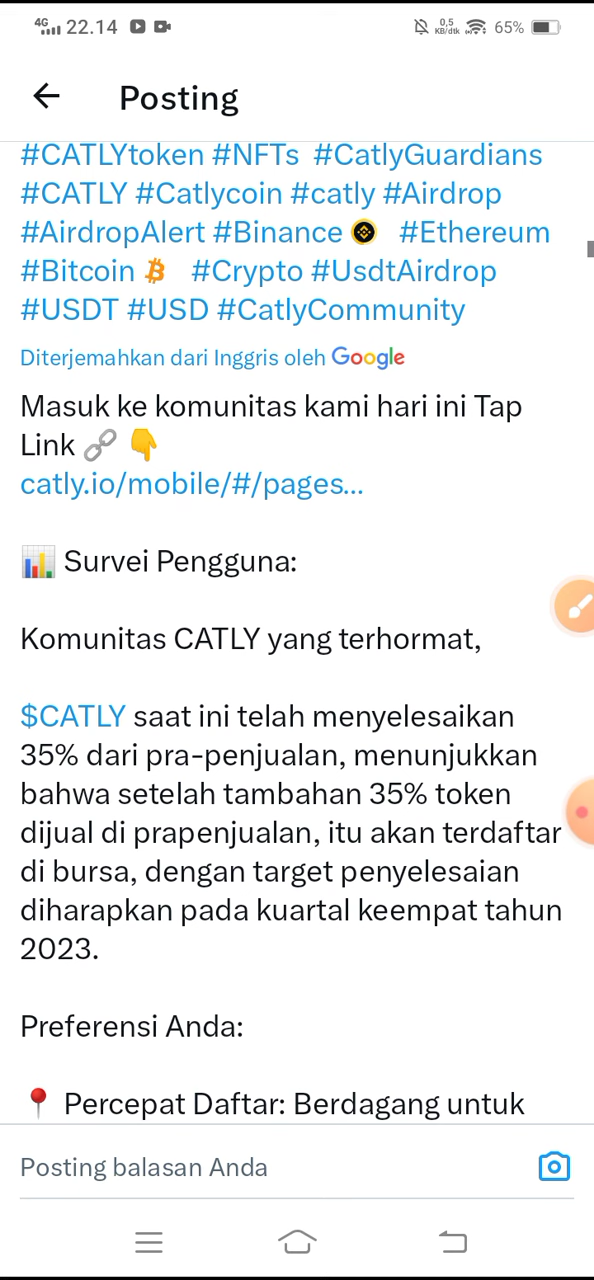 4G 22.14 0,5 KB/dtk 65%
Posting
#CATLYtoken #NFTs #CatlyGuardians
#CATLY #Catlycoin #catly #Airdrop
#AirdropAlert #Binance #Ethereum
#Bitcoin #Crypto #UsdtAirdrop
#USDT #USD #CatlyCommunity
Diterjemahkan dari Inggris oleh Google
Masuk ke komunitas kami hari ini Tap
Link 🔗 👇
catly.io/mobile/#/pages...
📊 Survei Pengguna:
Komunitas CATLY yang terhormat,
$CATLY saat ini telah menyelesaikan
35% dari pra-penjualan, menunjukkan
bahwa setelah tambahan 35% token
dijual di prapenjualan, itu akan terdaftar
di bursa, dengan target penyelesaian
diharapkan pada kuartal keempat tahun
2023.
Preferensi Anda:
📍 Percepat Daftar: Berdagang untuk
Posting balasan Anda